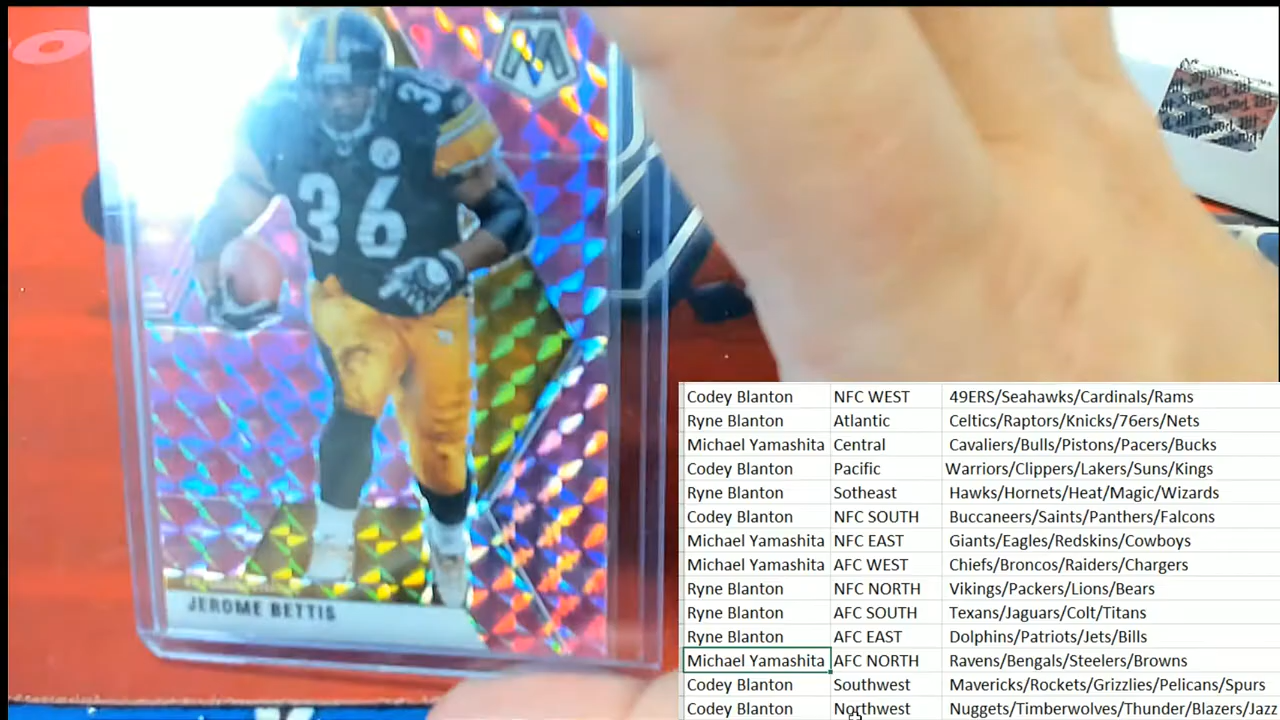 36
36
M
JEROME BETTIS
Codey Blanton NFC WEST 49ERS/Seahawks/Cardinals/Rams
Ryne Blanton Atlantic Celtics/Raptors/Knicks/76ers/Nets
Michael Yamashita Central Cavaliers/Bulls/Pistons/Pacers/Bucks
Codey Blanton Pacific Warriors/Clippers/Lakers/Suns/Kings
Ryne Blanton Sotheast Hawks/Hornets/Heat/Magic/Wizards
Codey Blanton NFC SOUTH Buccaneers/Saints/Panthers/Falcons
Michael Yamashita NFC EAST Giants/Eagles/Redskins/Cowboys
Michael Yamashita AFC WEST Chiefs/Broncos/Raiders/Chargers
Ryne Blanton NFC NORTH Vikings/Packers/Lions/Bears
Ryne Blanton AFC SOUTH Texans/Jaguars/Colt/Titans
Ryne Blanton AFC EAST Dolphins/Patriots/Jets/Bills
Michael Yamashita AFC NORTH Ravens/Bengals/Steelers/Browns
Codey Blanton Southwest Mavericks/Rockets/Grizzlies/Pelicans/Spurs
Codey Blanton Northwest Nuggets/Timberwolves/Thunder/Blazers/Jazz